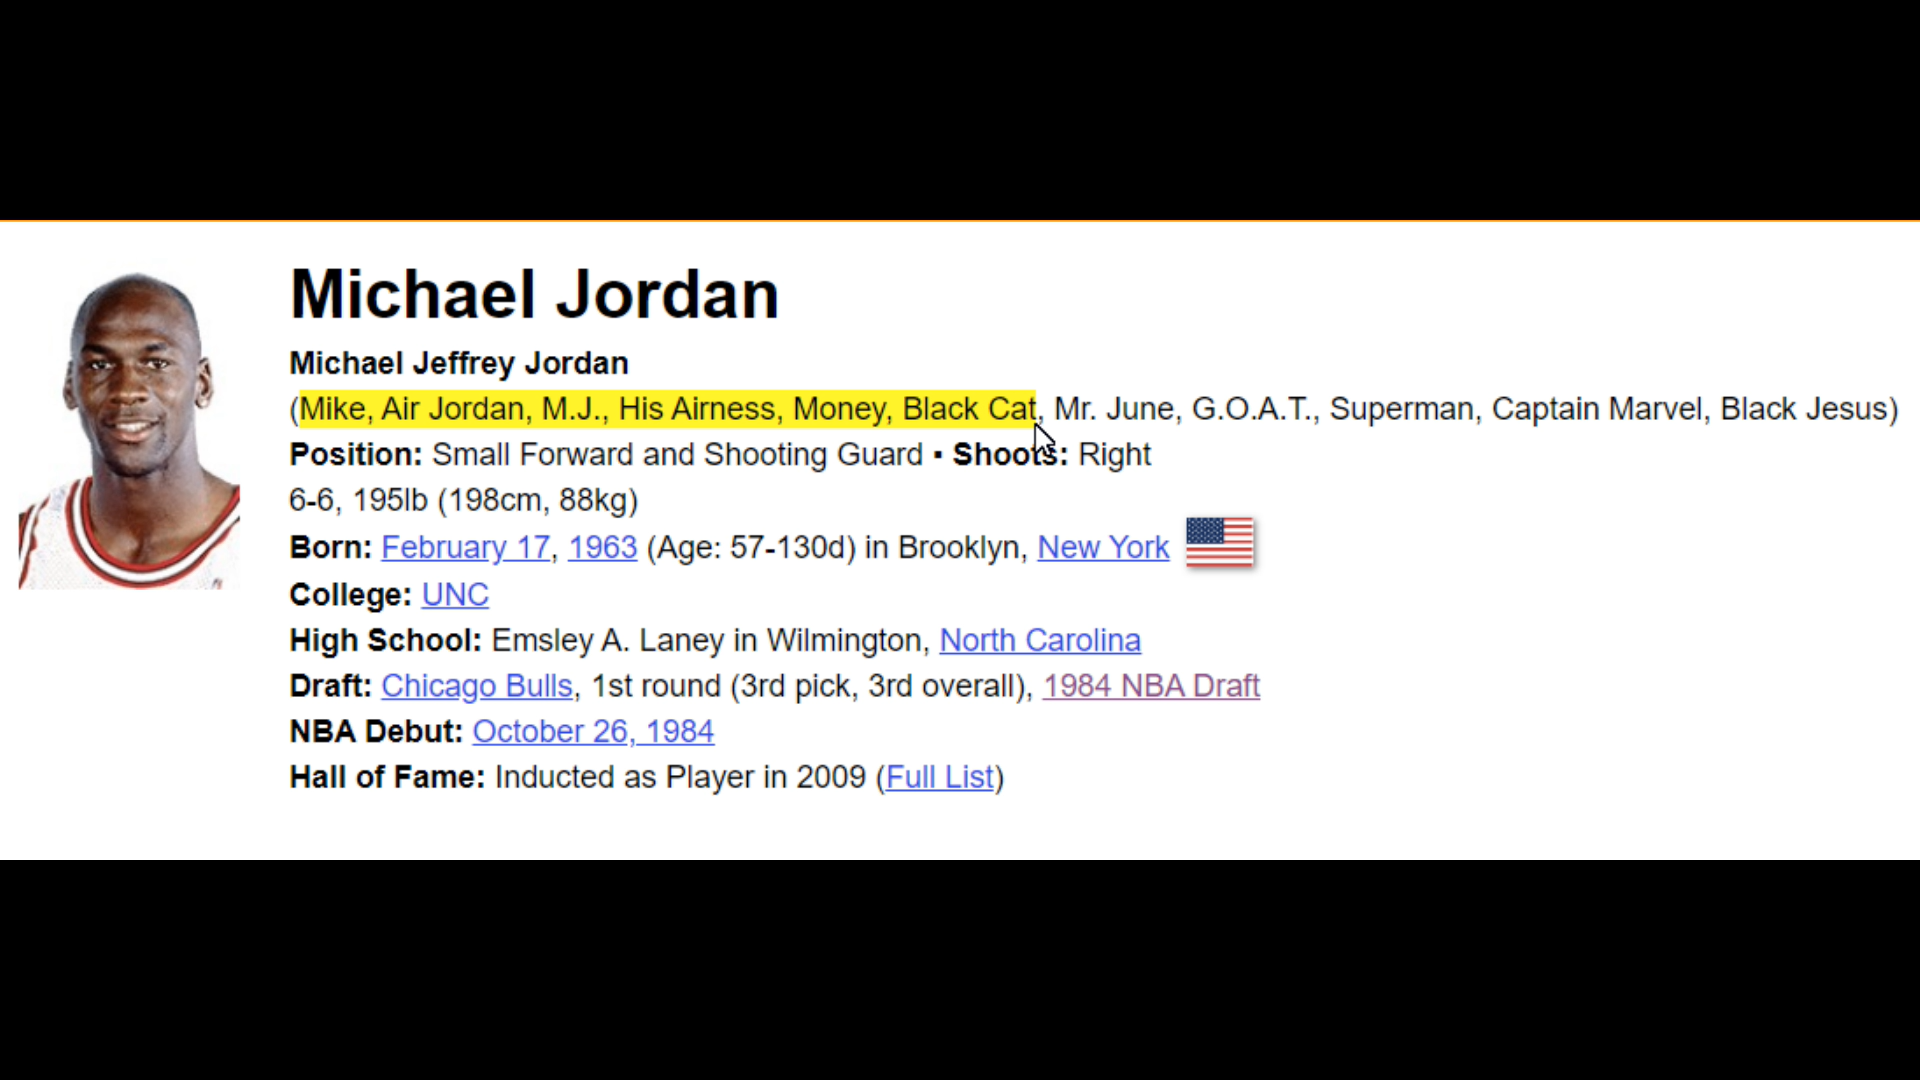 Michael Jordan
Michael Jeffrey Jordan
(Mike, Air Jordan, M.J., His Airness, Money, Black Cat, Mr. June, G.O.A.T., Superman, Captain Marvel, Black Jesus)
Position: Small Forward and Shooting Guard ▪ Shoots: Right
6-6, 195lb (198cm, 88kg)
Born: February 17, 1963 (Age: 57-130d) in Brooklyn, New York
College: UNC
High School: Emsley A. Laney in Wilmington, North Carolina
Draft: Chicago Bulls, 1st round (3rd pick, 3rd overall), 1984 NBA Draft
NBA Debut: October 26, 1984
Hall of Fame: Inducted as Player in 2009 (Full List)